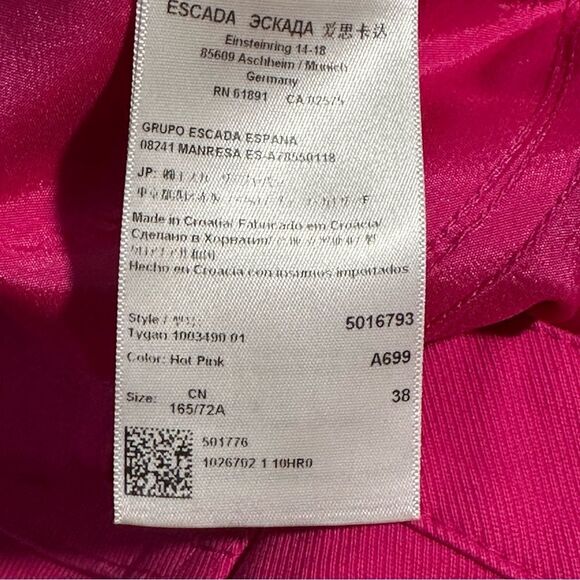 ESCADA ЭСКАДА 爱思卡达
Einsteinring 14-18
85609 Aschheim / Munich
Germany
RN 61891 CA 02575
GRUPO ESCADA ESPANA
08241 MANRESA ES-A78550118
JP:
Made in Croatia/ Fabricado em Croácia/
Сделано в Хорватии/
Hecho en Croacia con insumos importados
Style / 5016793
Tygan 1003490 01
Color: Hot Pink A699
Size: CN 38
165/72A
501776
1026792 1 10HR0